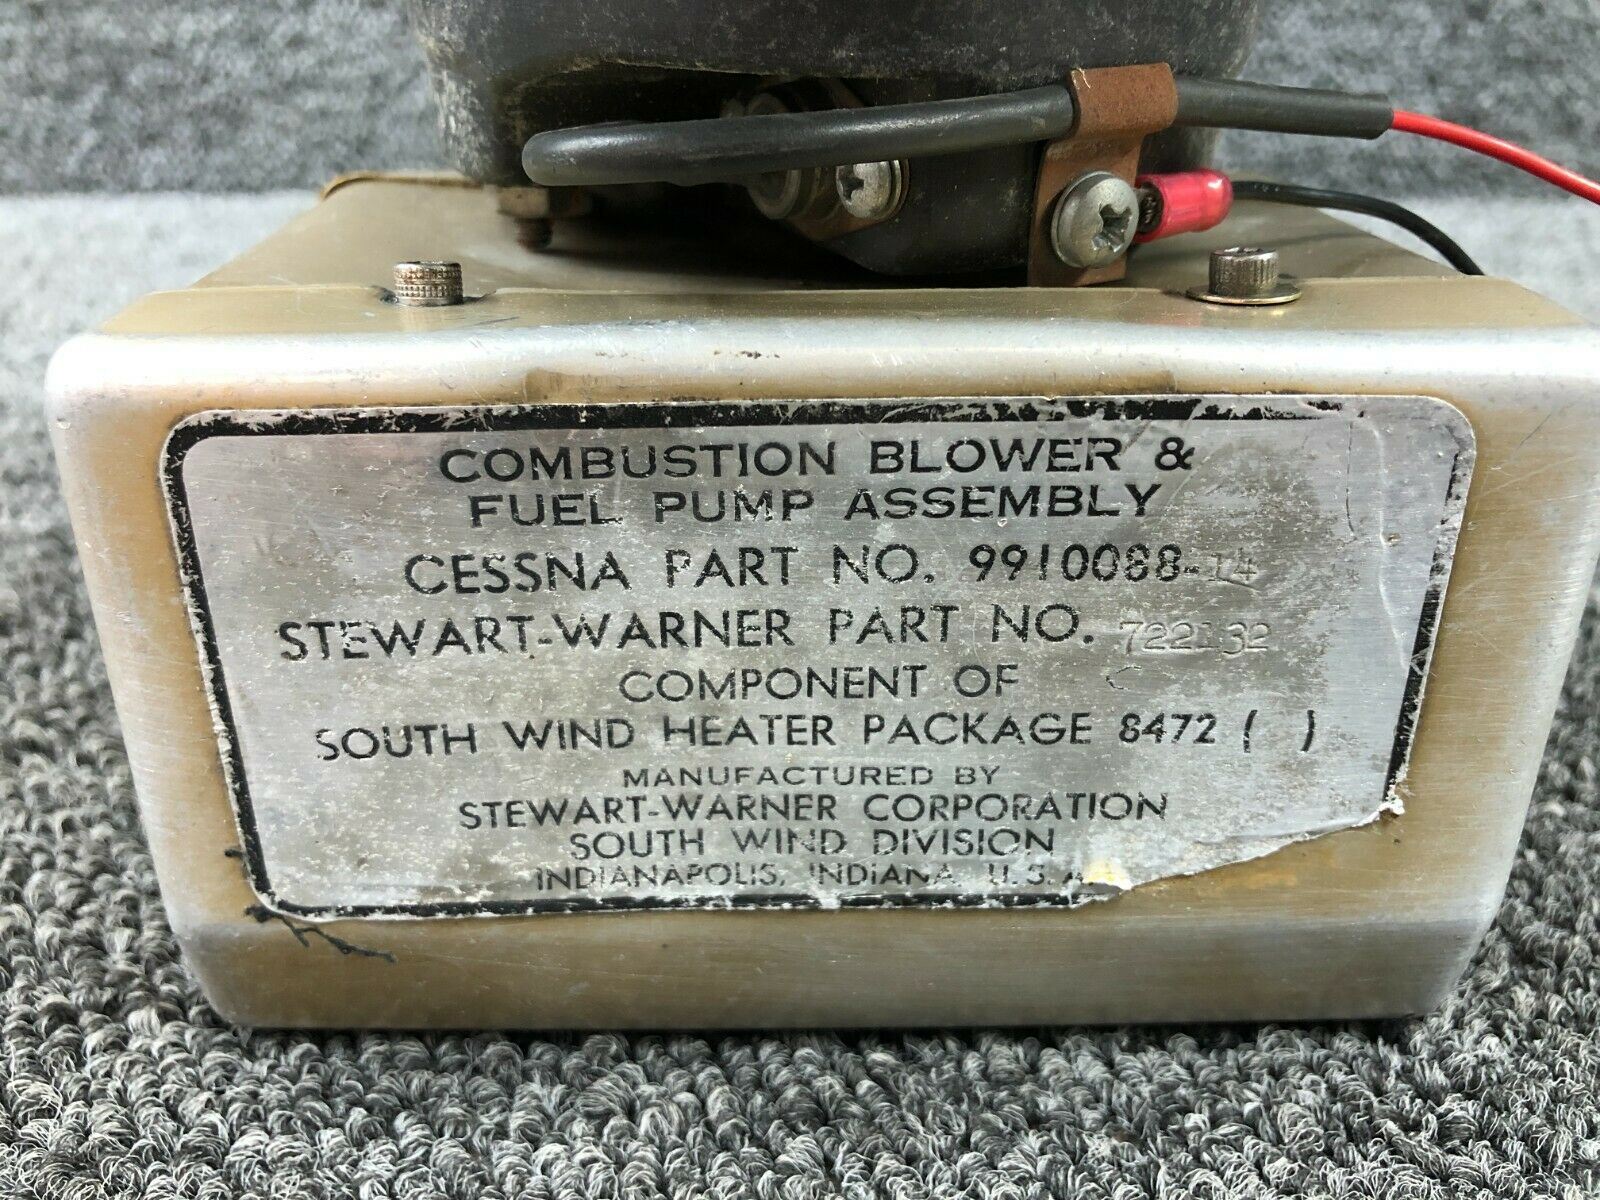 COMBUSTION BLOWER &
FUEL PUMP ASSEMBLY
CESSNA PART NO. 9910088-14
STEWART-WARNER PART NO. 722132
COMPONENT OF
SOUTH WIND HEATER PACKAGE 8472 ( )
MANUFACTURED BY
STEWART-WARNER CORPORATION
SOUTH WIND DIVISION
INDIANAPOLIS, INDIANA U.S.A.